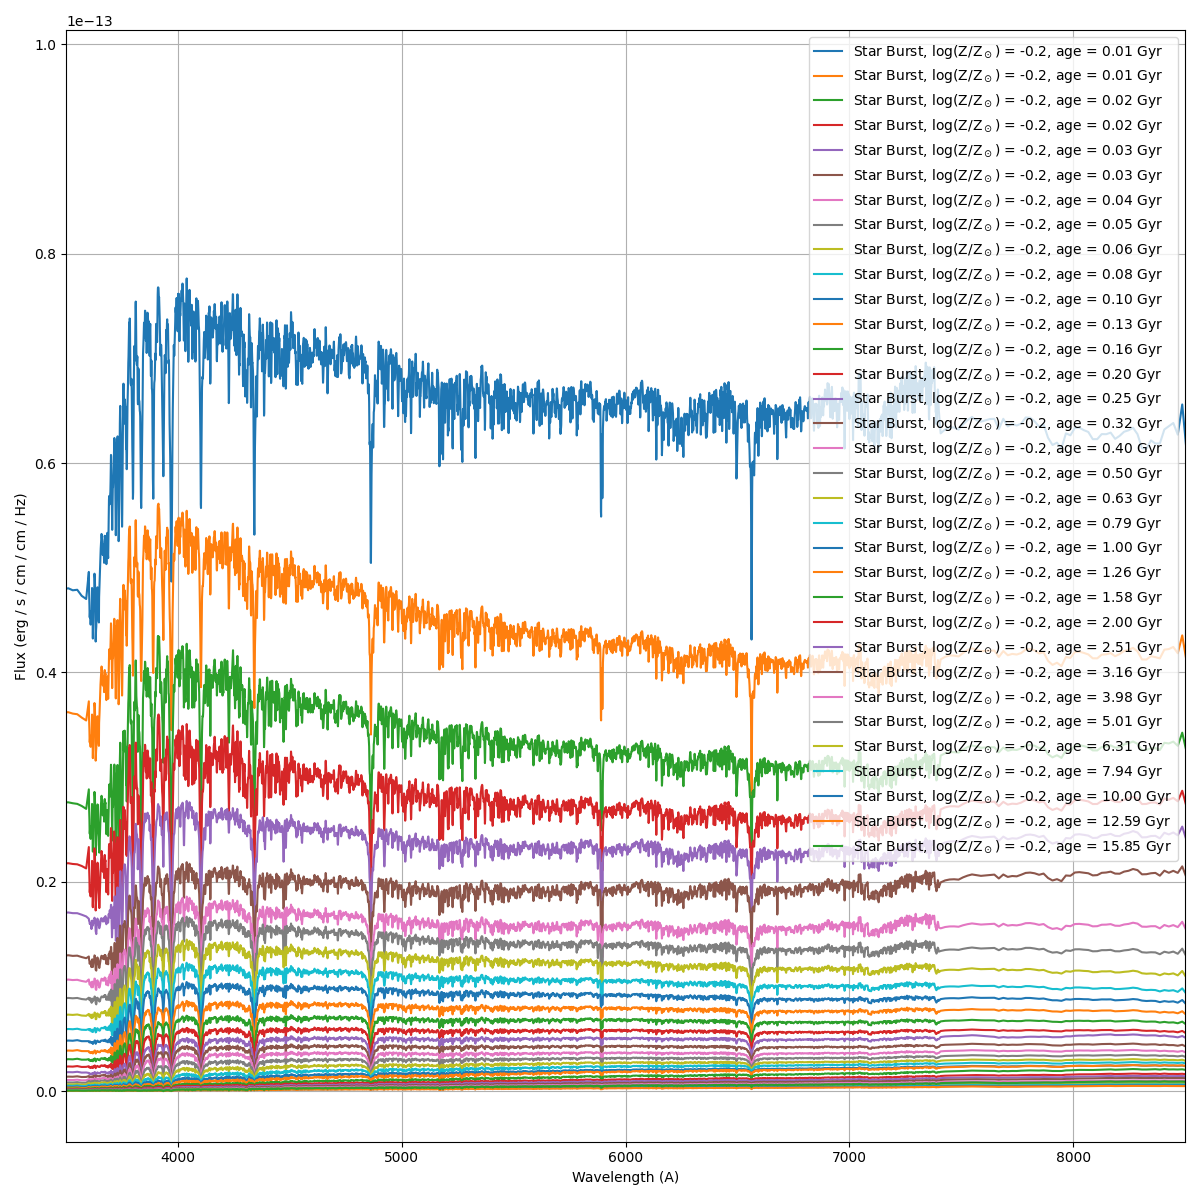 1e−13
1.0
0.8
0.6
0.4
0.2
0.0
Flux (erg / s / cm / cm / Hz)
4000 5000 6000 7000 8000
Wavelength (A)
Star Burst, log(Z/Z⊙) = -0.2, age = 0.01 Gyr
Star Burst, log(Z/Z⊙) = -0.2, age = 0.01 Gyr
Star Burst, log(Z/Z⊙) = -0.2, age = 0.02 Gyr
Star Burst, log(Z/Z⊙) = -0.2, age = 0.02 Gyr
Star Burst, log(Z/Z⊙) = -0.2, age = 0.03 Gyr
Star Burst, log(Z/Z⊙) = -0.2, age = 0.03 Gyr
Star Burst, log(Z/Z⊙) = -0.2, age = 0.04 Gyr
Star Burst, log(Z/Z⊙) = -0.2, age = 0.05 Gyr
Star Burst, log(Z/Z⊙) = -0.2, age = 0.06 Gyr
Star Burst, log(Z/Z⊙) = -0.2, age = 0.08 Gyr
Star Burst, log(Z/Z⊙) = -0.2, age = 0.10 Gyr
Star Burst, log(Z/Z⊙) = -0.2, age = 0.13 Gyr
Star Burst, log(Z/Z⊙) = -0.2, age = 0.16 Gyr
Star Burst, log(Z/Z⊙) = -0.2, age = 0.20 Gyr
Star Burst, log(Z/Z⊙) = -0.2, age = 0.25 Gyr
Star Burst, log(Z/Z⊙) = -0.2, age = 0.32 Gyr
Star Burst, log(Z/Z⊙) = -0.2, age = 0.40 Gyr
Star Burst, log(Z/Z⊙) = -0.2, age = 0.50 Gyr
Star Burst, log(Z/Z⊙) = -0.2, age = 0.63 Gyr
Star Burst, log(Z/Z⊙) = -0.2, age = 0.79 Gyr
Star Burst, log(Z/Z⊙) = -0.2, age = 1.00 Gyr
Star Burst, log(Z/Z⊙) = -0.2, age = 1.26 Gyr
Star Burst, log(Z/Z⊙) = -0.2, age = 1.58 Gyr
Star Burst, log(Z/Z⊙) = -0.2, age = 2.00 Gyr
Star Burst, log(Z/Z⊙) = -0.2, age = 2.51 Gyr
Star Burst, log(Z/Z⊙) = -0.2, age = 3.16 Gyr
Star Burst, log(Z/Z⊙) = -0.2, age = 3.98 Gyr
Star Burst, log(Z/Z⊙) = -0.2, age = 5.01 Gyr
Star Burst, log(Z/Z⊙) = -0.2, age = 6.31 Gyr
Star Burst, log(Z/Z⊙) = -0.2, age = 7.94 Gyr
Star Burst, log(Z/Z⊙) = -0.2, age = 10.00 Gyr
Star Burst, log(Z/Z⊙) = -0.2, age = 12.59 Gyr
Star Burst, log(Z/Z⊙) = -0.2, age = 15.85 Gyr